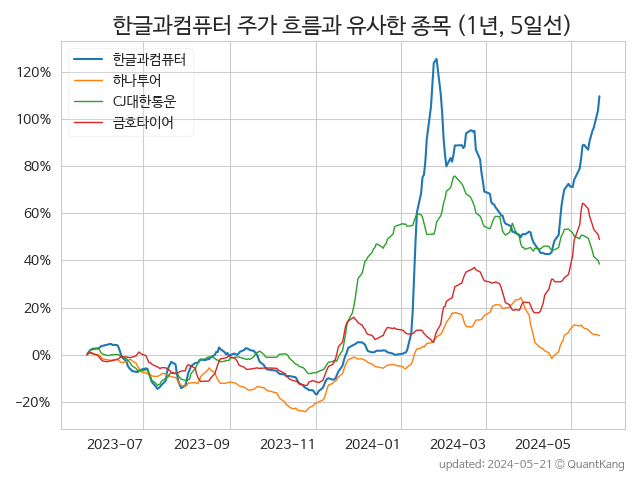 한글과컴퓨터 주가 흐름과 유사한 종목 (1년, 5일선)
한글과컴퓨터
하나투어
CJ대한통운
금호타이어
120%
100%
80%
60%
40%
20%
0%
−20%
2023-07
2023-09
2023-11
2024-01
2024-03
2024-05
updated: 2024-05-21 © QuantKang